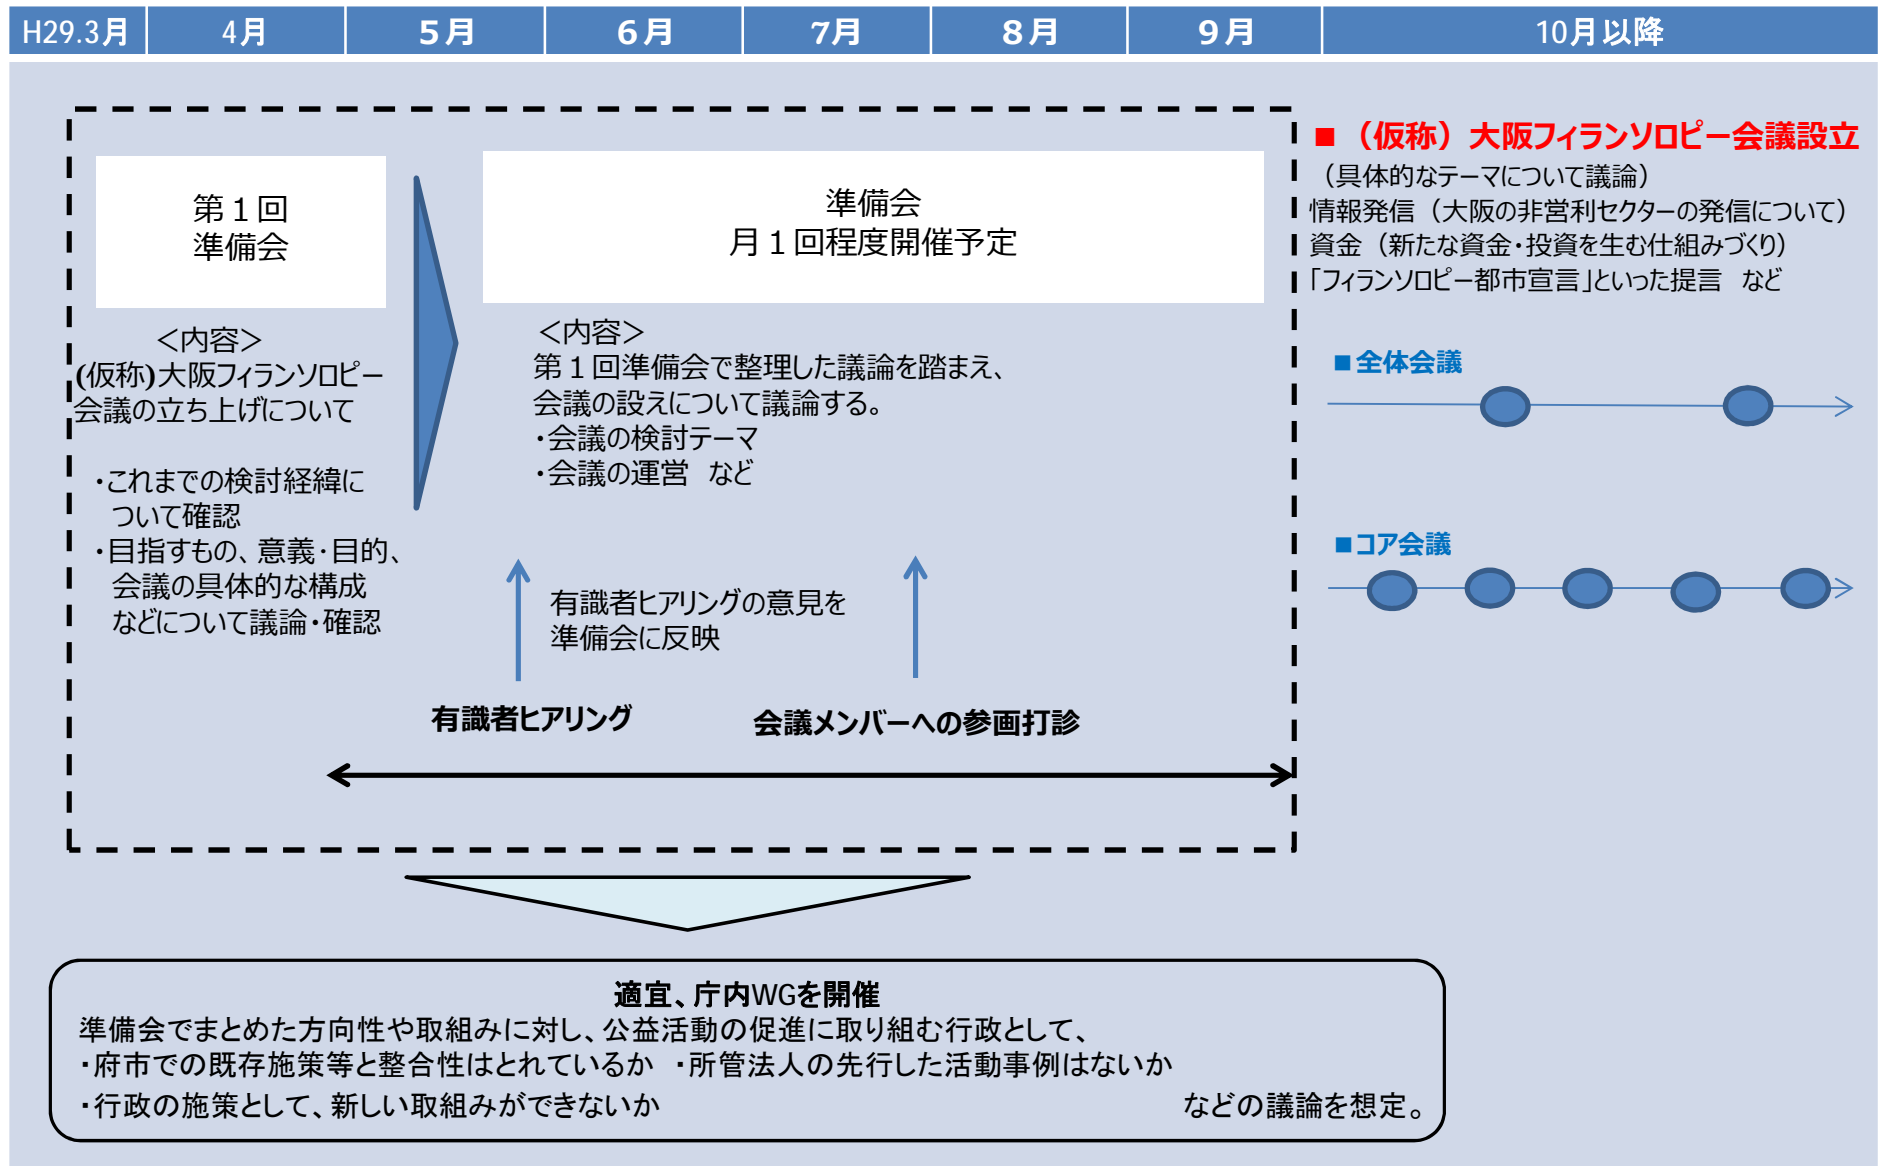 H29.3月 4月 5月 6月 7月 8月 9月 10月以降
第１回
準備会
＜内容＞
(仮称)大阪フィランソロピー
会議の立ち上げについて
・これまでの検討経緯に
ついて確認
・目指すもの、意義・目的、
会議の具体的な構成
などについて議論・確認
準備会
月１回程度開催予定
＜内容＞
第１回準備会で整理した議論を踏まえ、
会議の設えについて議論する。
・会議の検討テーマ
・会議の運営　など
有識者ヒアリングの意見を
準備会に反映
有識者ヒアリング
会議メンバーへの参画打診
■（仮称）大阪フィランソロピー会議設立
（具体的なテーマについて議論）
情報発信（大阪の非営利セクターの発信について）
資金（新たな資金・投資を生む仕組みづくり）
「フィランソロピー都市宣言」といった提言　など
■全体会議
■コア会議
適宜、庁内WGを開催
準備会でまとめた方向性や取組みに対し、公益活動の促進に取り組む行政として、
・府市での既存施策等と整合性はとれているか　・所管法人の先行した活動事例はないか
・行政の施策として、新しい取組みができないか　などの議論を想定。